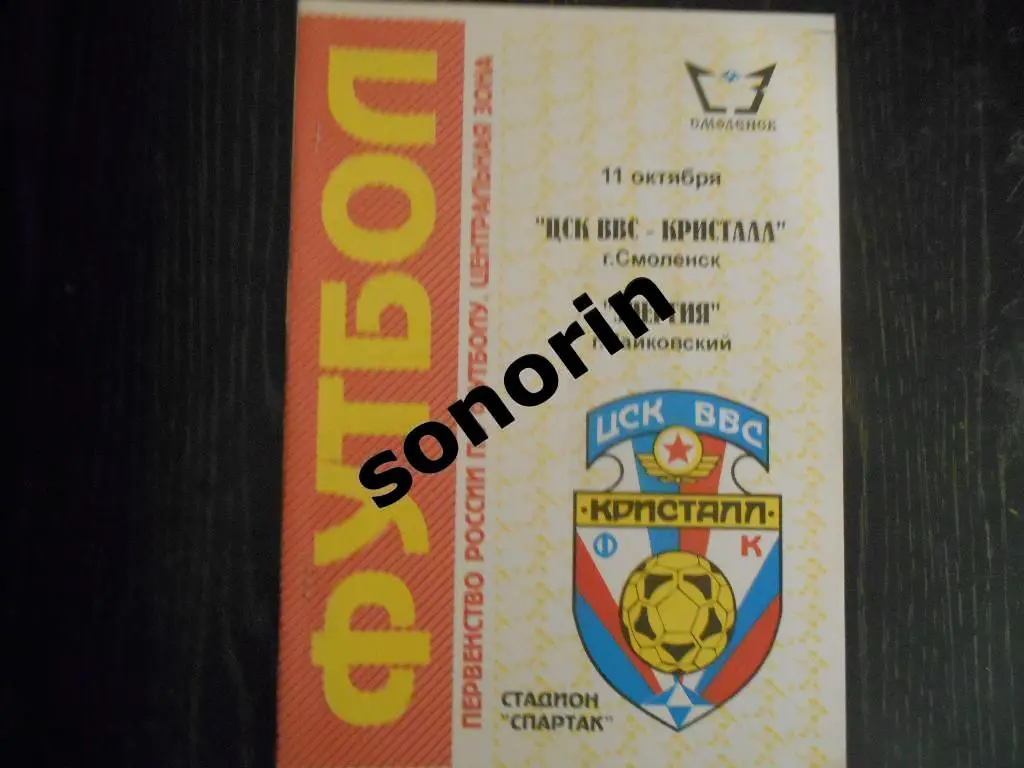 ФУТБОЛ
ПЕРВЕНСТВО РОССИИ ФУТБОЛУ. ЦЕНТРАЛЬНАЯ ЗОНА
СМОЛЕНСК
11 октября
"ЦСК ВВС - КРИСТАЛЛ"
г.Смоленск
sonorin
ЦСК ВВС
·КРИСТАЛЛ·
Ф К
СТАДИОН
"СПАРТАК"